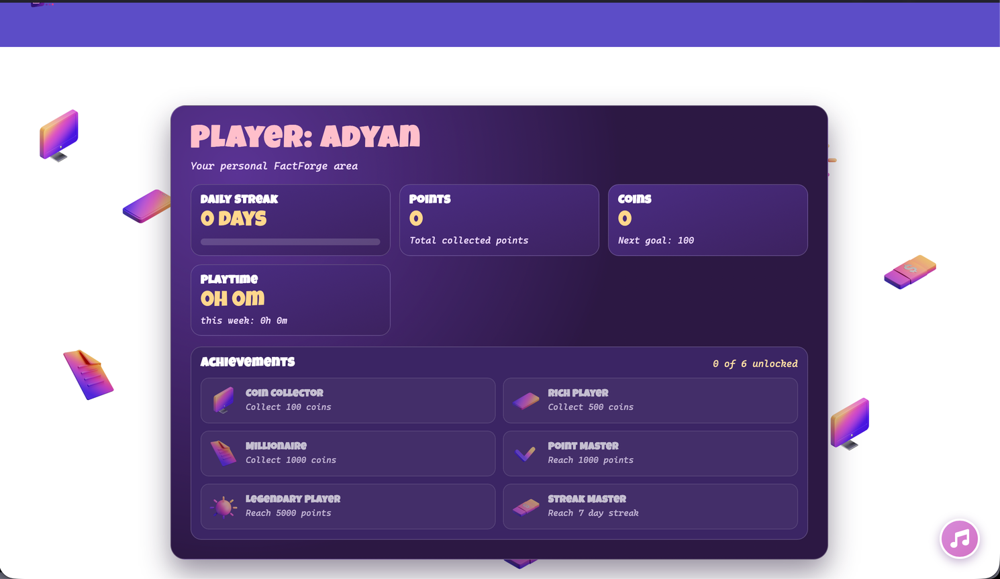 PLAYER: ADYAN
Your personal FactForge area
DAILY STREAK
0 DAYS
POINTS
0
Total collected points
COINS
0
Next goal: 100
PLAYTIME
0H 0M
this week: 0h 0m
ACHIEVEMENTS
0 of 6 unlocked
COIN COLLECTOR
Collect 100 coins
RICH PLAYER
Collect 500 coins
MILLIONAIRE
Collect 1000 coins
POINT MASTER
Reach 1000 points
LEGENDARY PLAYER
Reach 5000 points
STREAK MASTER
Reach 7 day streak